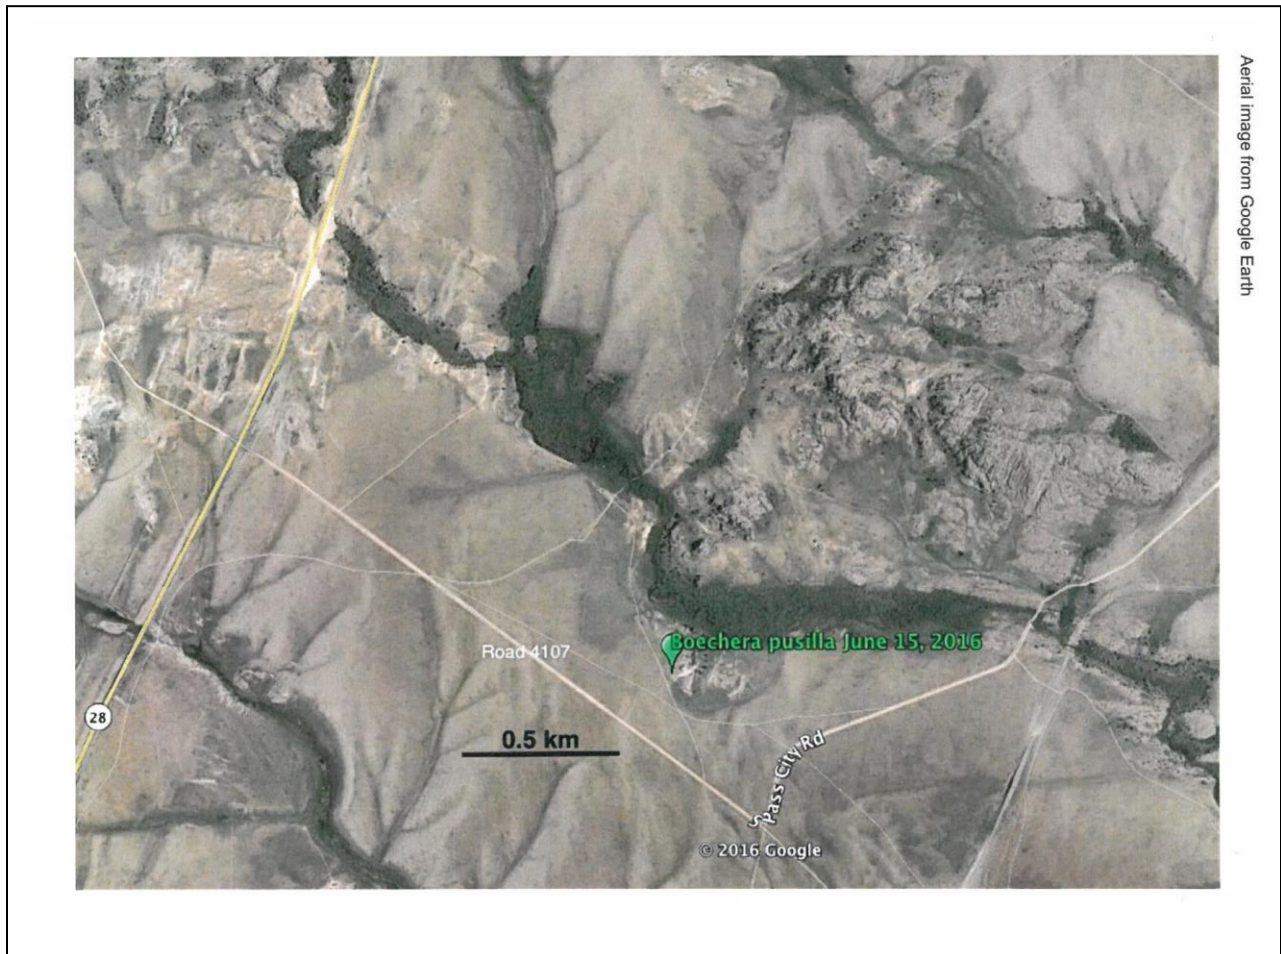 Aerial image from Google Earth
Boechera pusilla June 15, 2016
Road 4107
28
0.5 km
S Pass City Rd
© 2016 Google